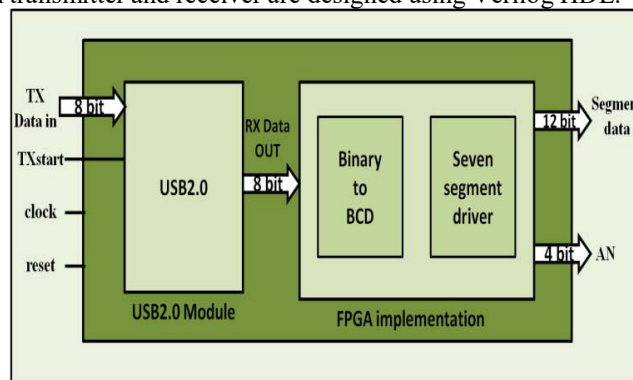 transmitter and receiver are designed using Verilog HDL.
TX
Data in
8 bit
TXstart
clock
reset
USB2.0
USB2.0 Module
RX Data
OUT
8 bit
Binary
to
BCD
Seven
segment
driver
FPGA implementation
12 bit
Segmen
data
4 bit
AN